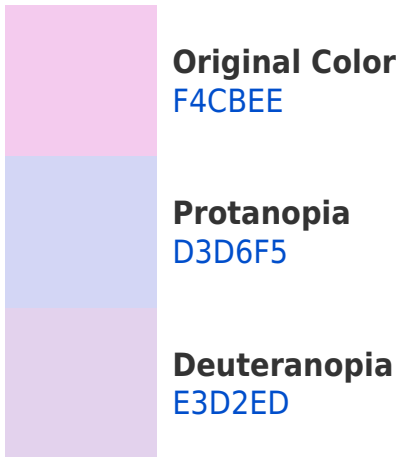 Original Color
F4CBEE
Protanopia
D3D6F5
Deuteranopia
E3D2ED